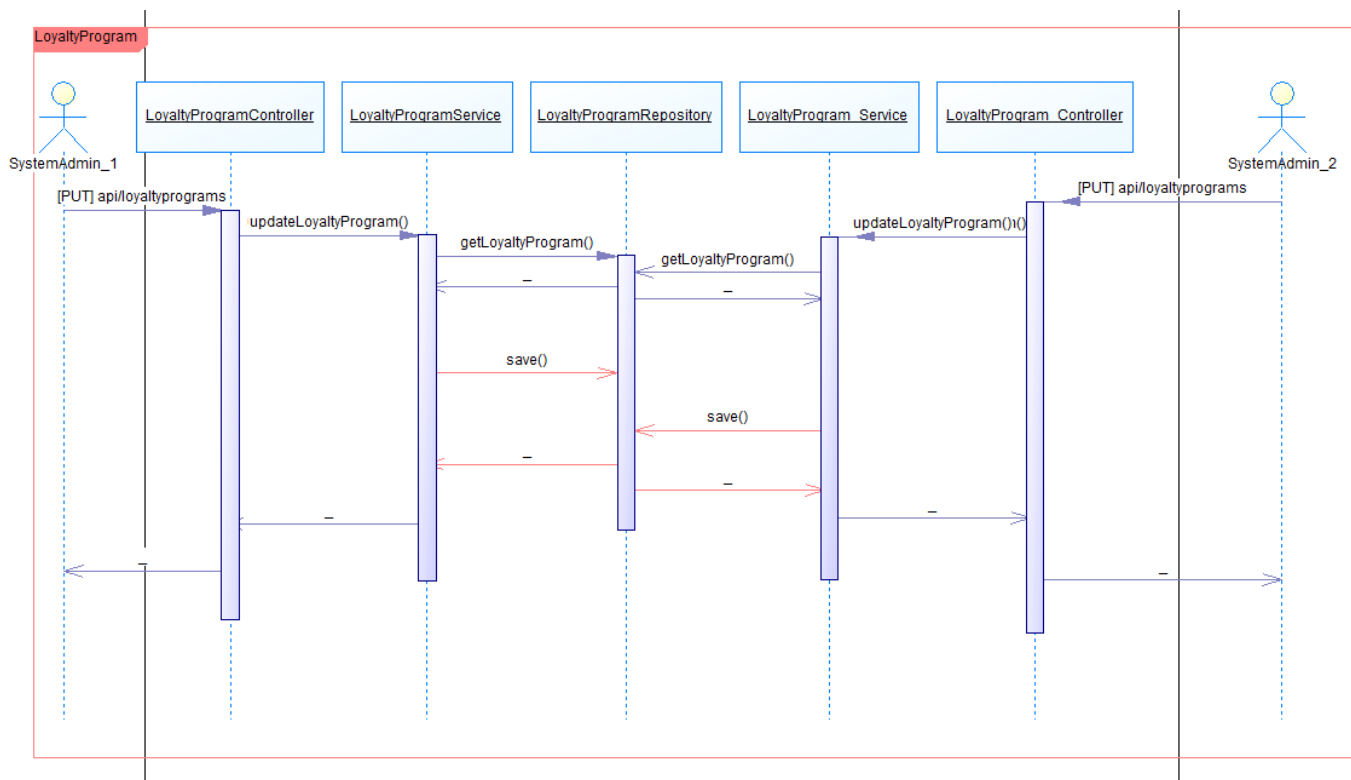 LoyaltyProgram
LoyaltyProgramController
LoyaltyProgramService
LoyaltyProgramRepository
LoyaltyProgram_Service
LoyaltyProgram_Controller
SystemAdmin_1
SystemAdmin_2
[PUT] api/loyaltyprograms
[PUT] api/loyaltyprograms
updateLoyaltyProgram()
updateLoyaltyProgram()
getLoyaltyProgram()
getLoyaltyProgram()
save()
save()